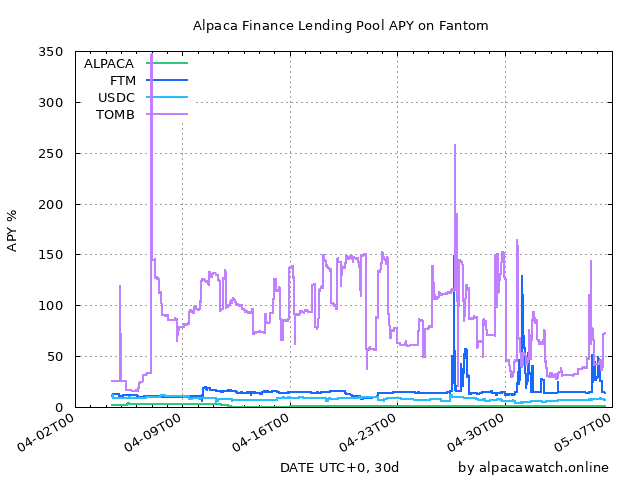 Alpaca Finance Lending Pool APY on Fantom
350
300
250
200
150
100
50
0
APY %
ALPACA
FTM
USDC
TOMB
04-02T00
04-09T00
04-16T00
04-23T00
04-30T00
05-07T00
DATE UTC+0, 30d
by alpacawatch.online